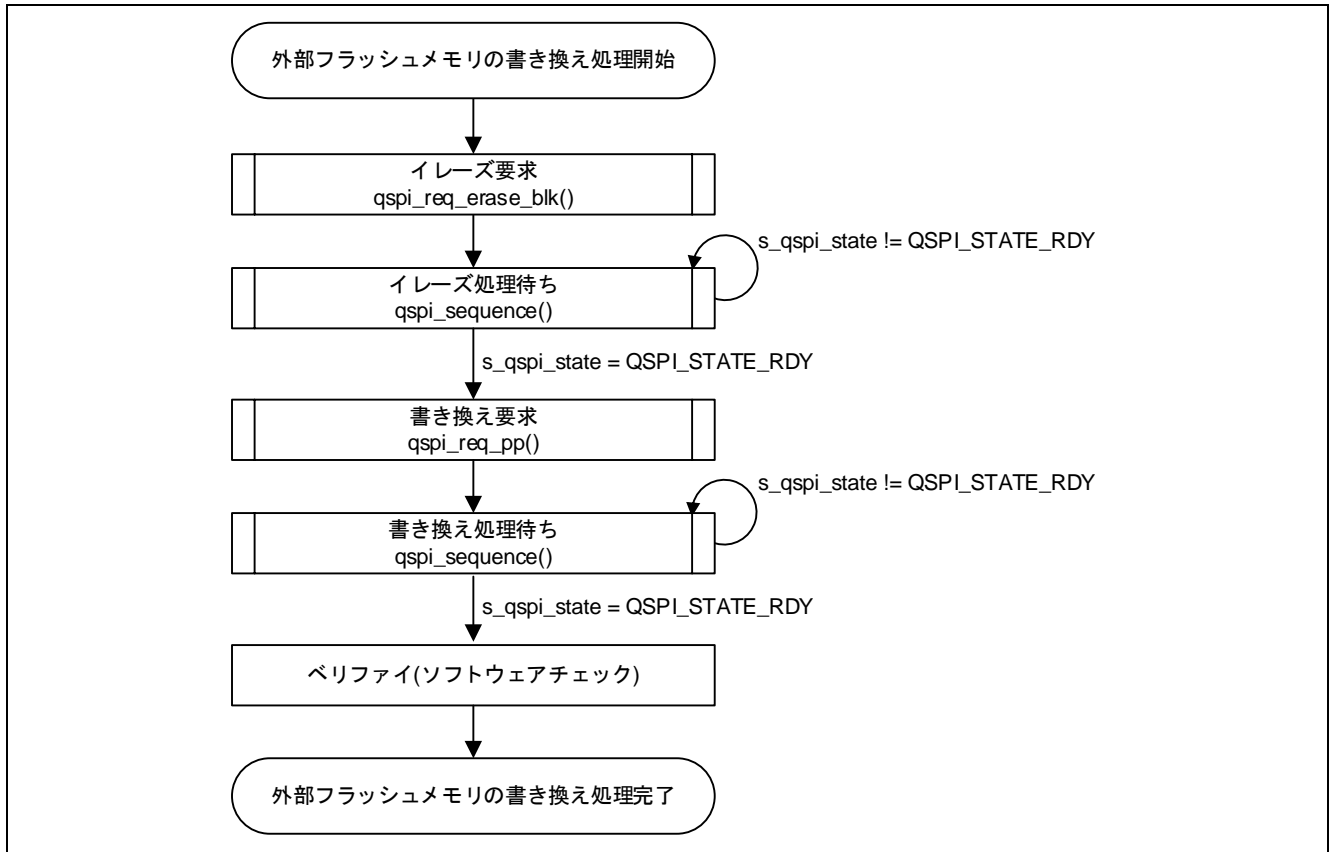 外部フラッシュメモリの書き換え処理開始
イレーズ要求
qspi_req_erase_blk()
s_qspi_state != QSPI_STATE_RDY
イレーズ処理待ち
qspi_sequence()
s_qspi_state = QSPI_STATE_RDY
書き換え要求
qspi_req_pp()
s_qspi_state != QSPI_STATE_RDY
書き換え処理待ち
qspi_sequence()
s_qspi_state = QSPI_STATE_RDY
ベリファイ(ソフトウェアチェック)
外部フラッシュメモリの書き換え処理完了